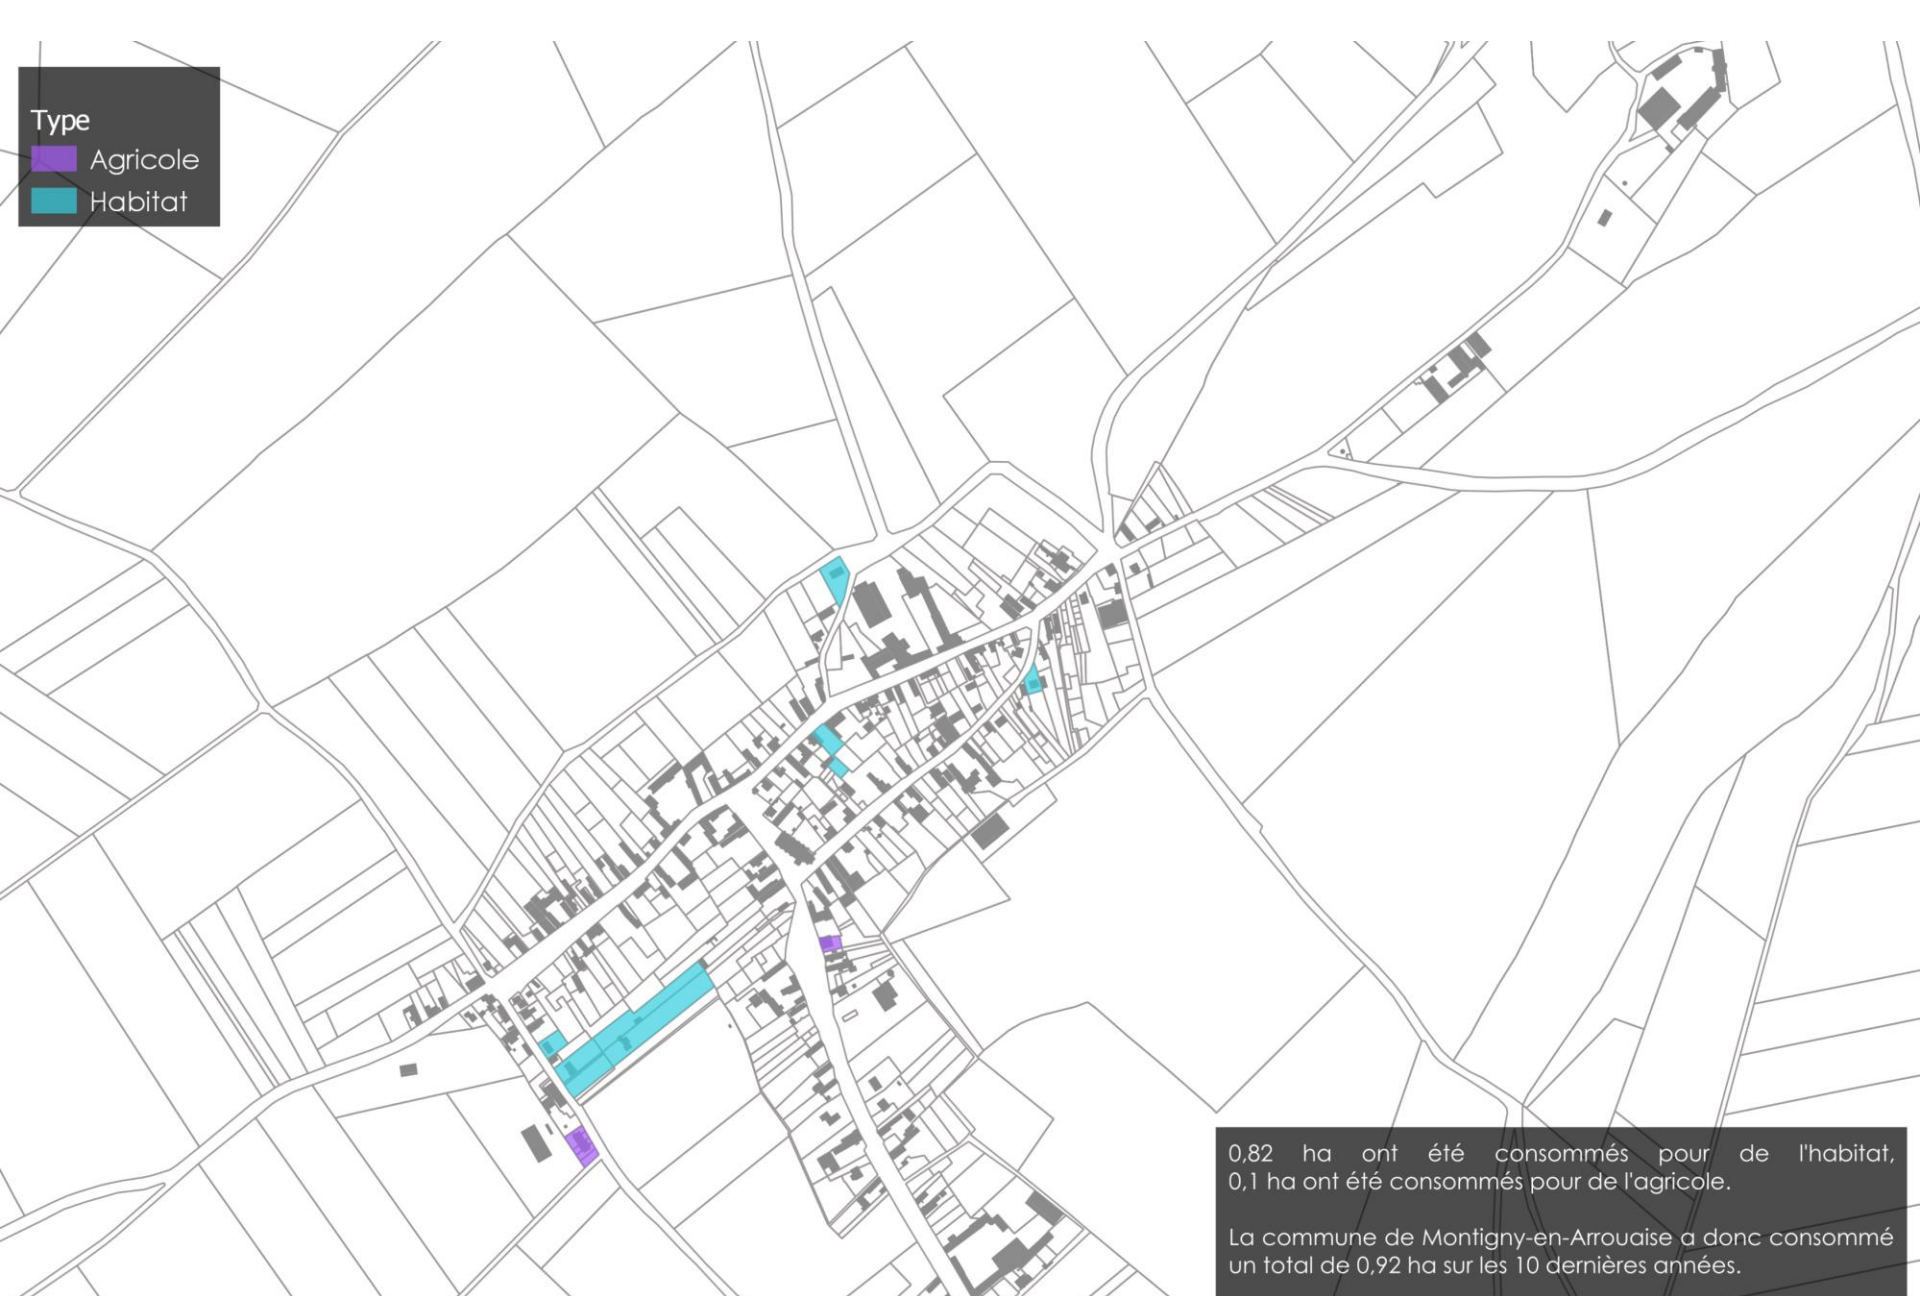 Type
Agricole
Habitat
0,82 ha ont été consommés pour de l'habitat,
0,1 ha ont été consommés pour de l'agricole.
La commune de Montigny-en-Arrouaise a donc consommé
un total de 0,92 ha sur les 10 dernières années.